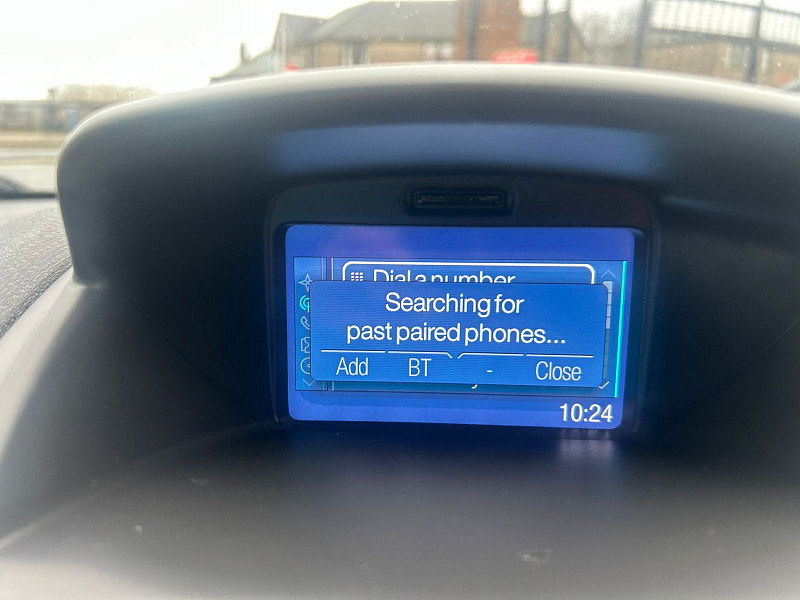 Dial a number
Searching for
past paired phones...
Add BT - Close
10:24